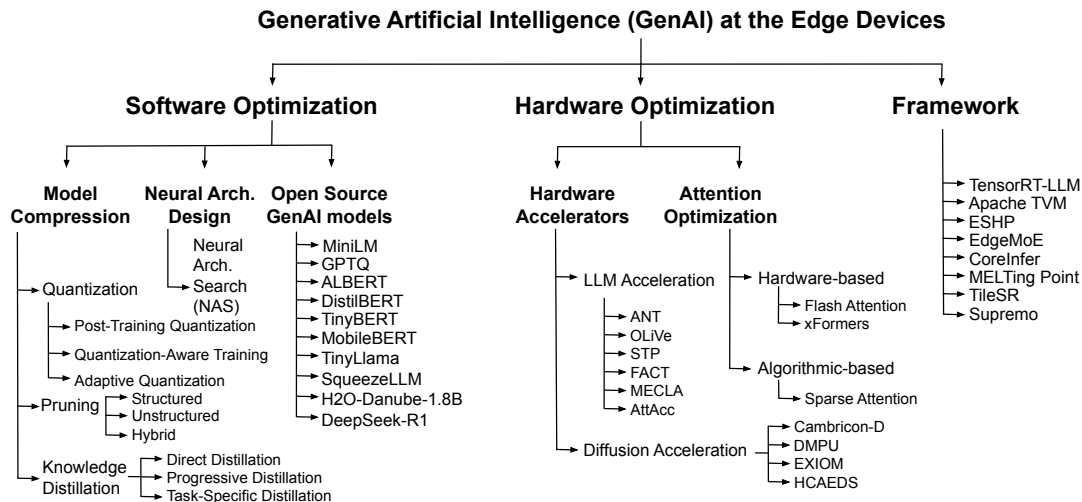 Generative Artificial Intelligence (GenAI) at the Edge Devices
Software Optimization
Hardware Optimization
Framework
Model
Compression
Neural Arch.
Design
Open Source
GenAI models
Hardware
Accelerators
Attention
Optimization
Quantization
Post-Training Quantization
Quantization-Aware Training
Adaptive Quantization
Pruning
Structured
Unstructured
Hybrid
Knowledge
Distillation
Direct Distillation
Progressive Distillation
Task-Specific Distillation
Neural
Arch.
Search
(NAS)
MiniLM
GPTQ
ALBERT
DistilBERT
TinyBERT
MobileBERT
TinyLlama
SqueezeLLM
H2O-Danube-1.8B
DeepSeek-R1
LLM Acceleration
ANT
OLiVe
STP
FACT
MECLA
AttAcc
Diffusion Acceleration
Cambricon-D
DMPU
EXIOM
HCAEDS
Hardware-based
Flash Attention
xFormers
Algorithmic-based
Sparse Attention
TensorRT-LLM
Apache TVM
ESHP
EdgeMoE
CoreInfer
MELTing Point
TileSR
Supremo